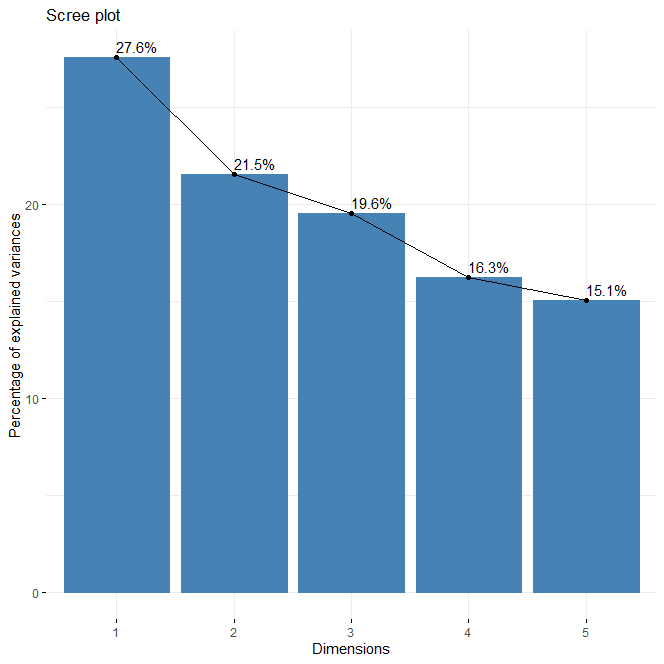 Scree plot
27.6%
21.5%
19.6%
16.3%
15.1%
20
10
0
Percentage of explained variances
1 2 3 4 5
Dimensions